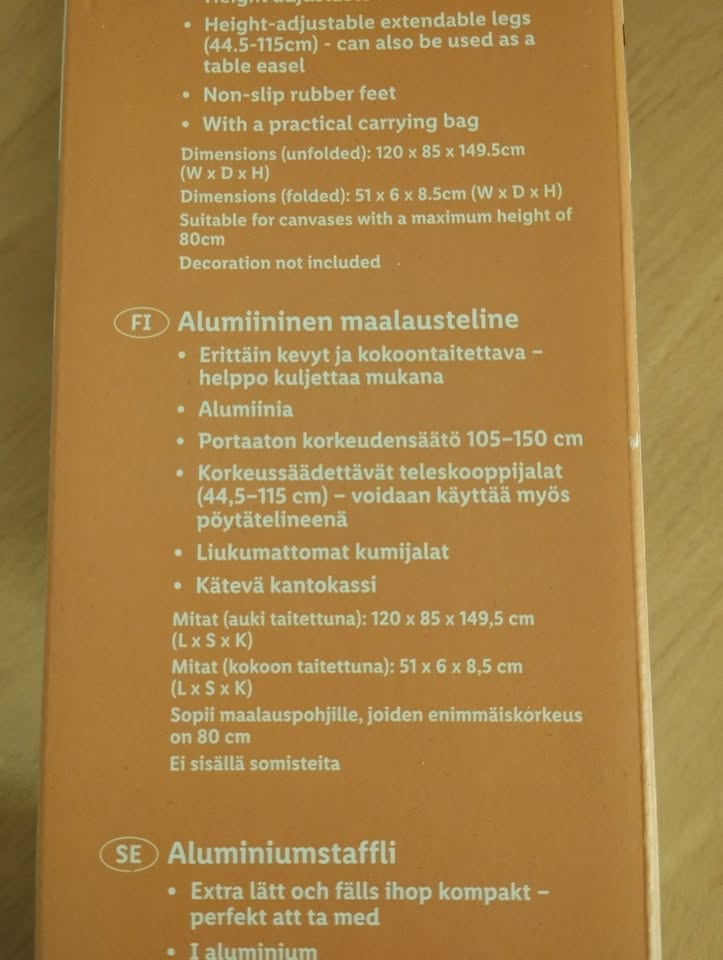 Height-adjustable
• Height-adjustable extendable legs
(44.5-115cm) - can also be used as a
table easel
• Non-slip rubber feet
• With a practical carrying bag
Dimensions (unfolded): 120 x 85 x 149.5cm
(W x D x H)
Dimensions (folded): 51 x 6 x 8.5cm (W x D x H)
Suitable for canvases with a maximum height of
80cm
Decoration not included
FI Alumiininen maalausteline
• Erittäin kevyt ja kokoontaitettava –
helppo kuljettaa mukana
• Alumiinia
• Portaaton korkeudensäätö 105–150 cm
• Korkeussäädettävät teleskooppijalat
(44,5–115 cm) – voidaan käyttää myös
pöytätelineenä
• Liukumattomat kumijalat
• Kätevä kantokassi
Mitat (auki taitettuna): 120 x 85 x 149,5 cm
(L x S x K)
Mitat (kokoon taitettuna): 51 x 6 x 8,5 cm
(L x S x K)
Sopii maalauspohjille, joiden enimmäiskorkeus
on 80 cm
Ei sisällä somisteita
SE Aluminiumstaffli
• Extra lätt och fälls ihop kompakt –
perfekt att ta med
• I aluminium